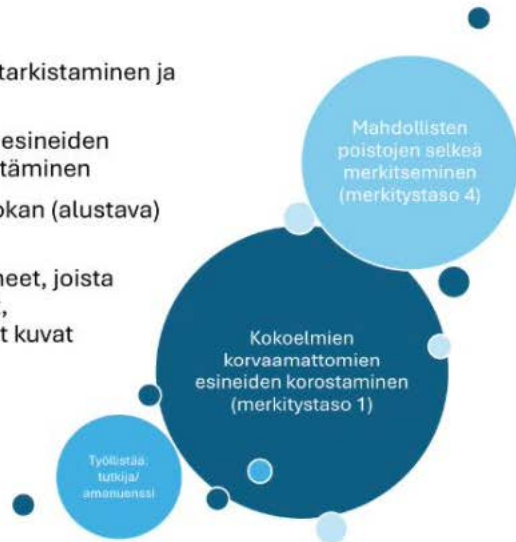 tarkistaminen ja
esineiden
täminen
okan (alustava)
neet, joista
t kuvat
Mahdollisten
poistojen selkeä
merkitseminen
(merkitystaso 4)
Kokoelmien
korvaamattomien
esineiden korostaminen
(merkitystaso 1)
Työllistää:
tutkija/
amanuenssi